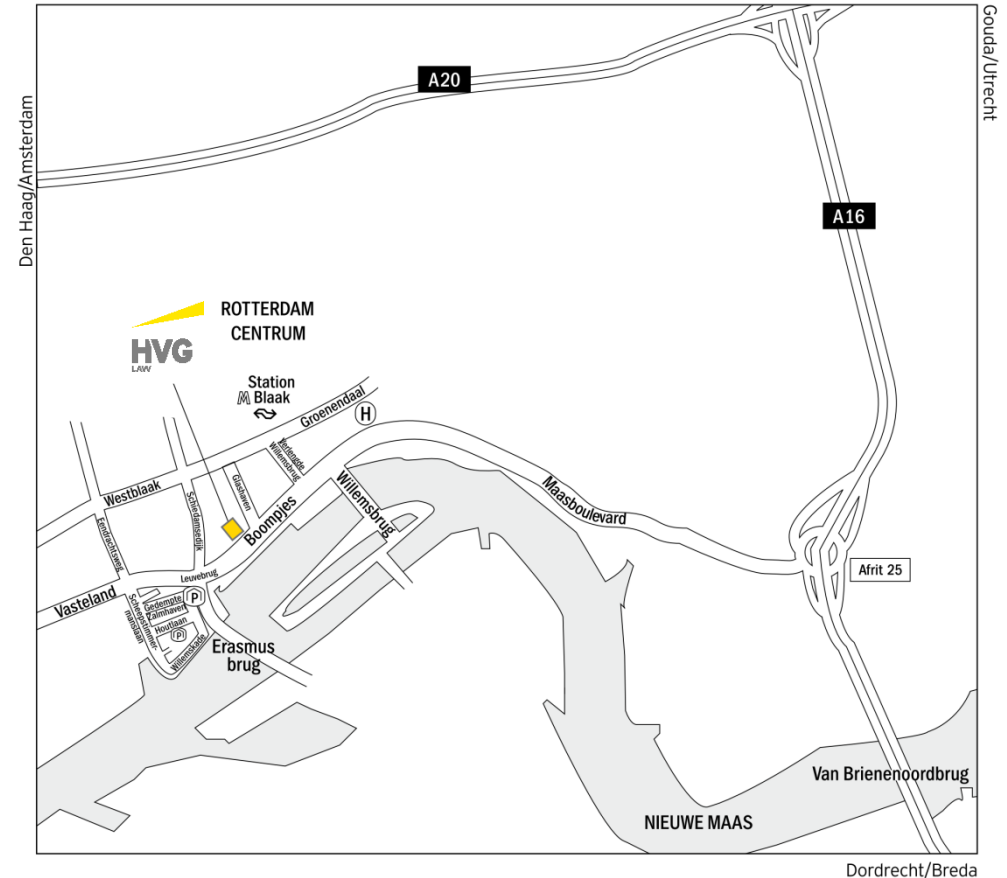 Gouda/Utrecht
A20
Den Haag/Amsterdam
A16
ROTTERDAM
CENTRUM
HVG
LAW
Station
M Blaak
Groenendaal
H
Verlengde
Willemsbrug
Westblaak
Glashaven
Schiedamsedijk
Boompjes
Willemsbrug
Maasboulevard
Eendrachtsweg
Afrit 25
Leuvebrug
Vasteland
P
Gedempte
Zalmhaven
Scheepstimmer-
manslaan
Houtlaan
P
Willemskade
Erasmus
brug
Van Brienenoordbrug
NIEUWE MAAS
Dordrecht/Breda